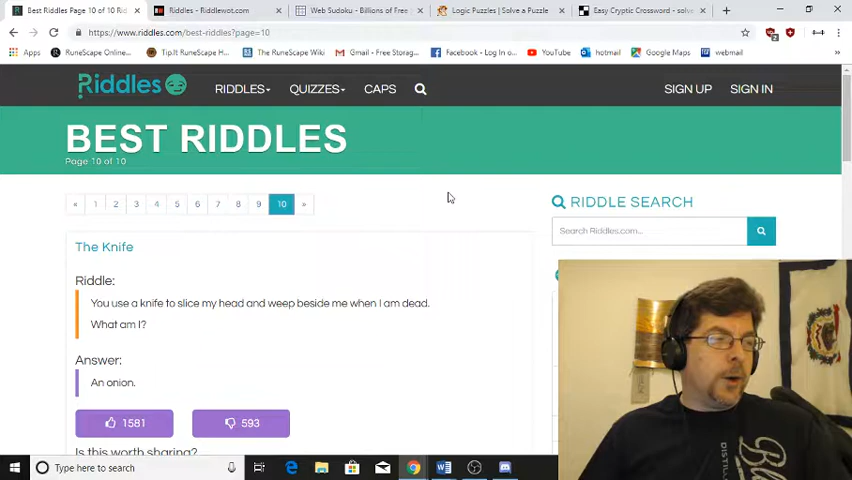 Best Riddles Page 10 of 10 Rid
Riddles - Riddlewot.com
Web Sudoku - Billions of Free
Logic Puzzles | Solve a Puzzle
Easy Cryptic Crossword - solve
https://www.riddles.com/best-riddles?page=10
Apps
RuneScape Online...
Tip.It RuneScape H...
The RuneScape Wiki
Gmail - Free Storag...
Facebook - Log In o...
YouTube
hotmail
Google Maps
webmail
Riddles
RIDDLES
QUIZZES
CAPS
SIGN UP
SIGN IN
BEST RIDDLES
Page 10 of 10
« 1 2 3 4 5 6 7 8 9 10 »
RIDDLE SEARCH
Search Riddles.com...
The Knife
Riddle:
You use a knife to slice my head and weep beside me when I am dead.
What am I?
Answer:
An onion.
1581
593
Is this worth sharing?
Type here to search